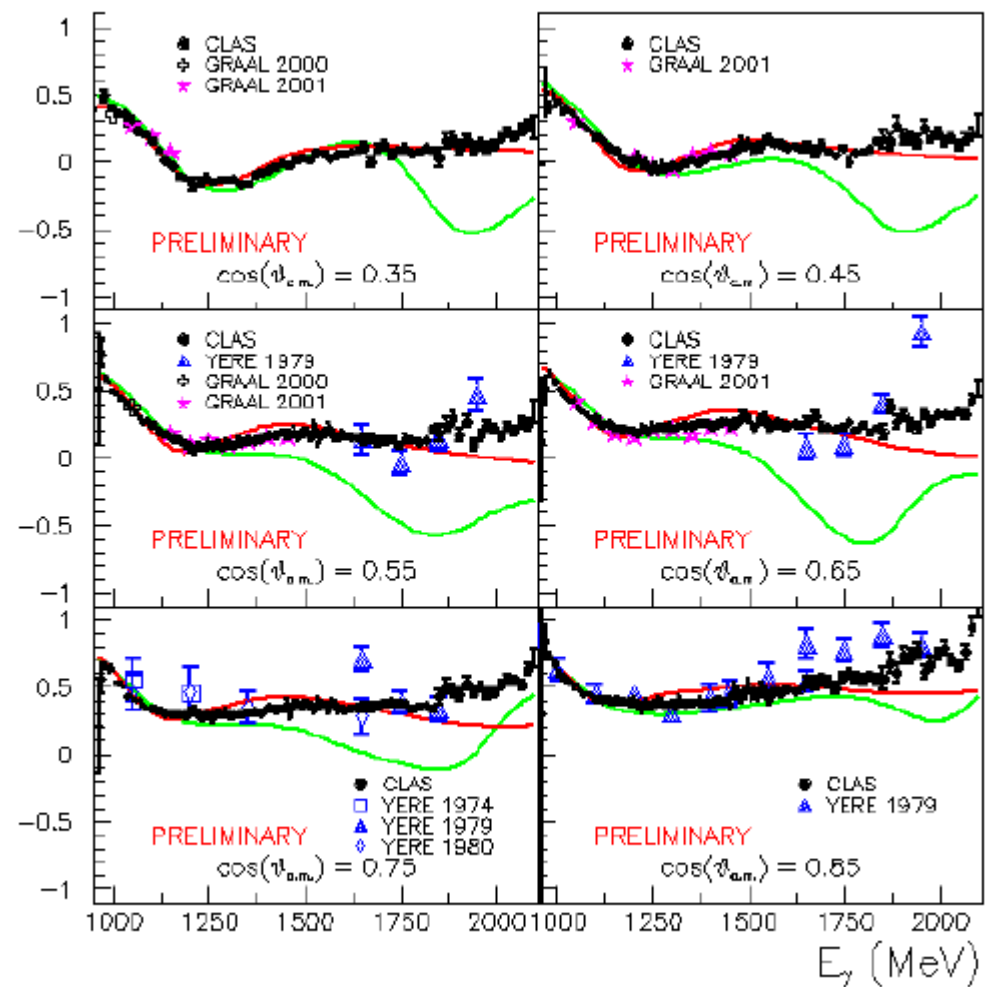 1
0.5
0
−0.5
−1
CLAS
GRAAL 2000
GRAAL 2001
PRELIMINARY
cos(ϑc.m.) = 0.35
CLAS
GRAAL 2001
PRELIMINARY
cos(ϑc.m.) = 0.45
1
0.5
0
−0.5
−1
CLAS
YERE 1979
GRAAL 2000
GRAAL 2001
PRELIMINARY
cos(ϑc.m.) = 0.55
CLAS
YERE 1979
GRAAL 2001
PRELIMINARY
cos(ϑc.m.) = 0.65
1
0.5
0
−0.5
−1
CLAS
YERE 1974
YERE 1979
YERE 1980
PRELIMINARY
cos(ϑc.m.) = 0.75
CLAS
YERE 1979
PRELIMINARY
cos(ϑc.m.) = 0.85
1000 1250 1500 1750 2000 1000 1250 1500 1750 2000
Eγ (MeV)